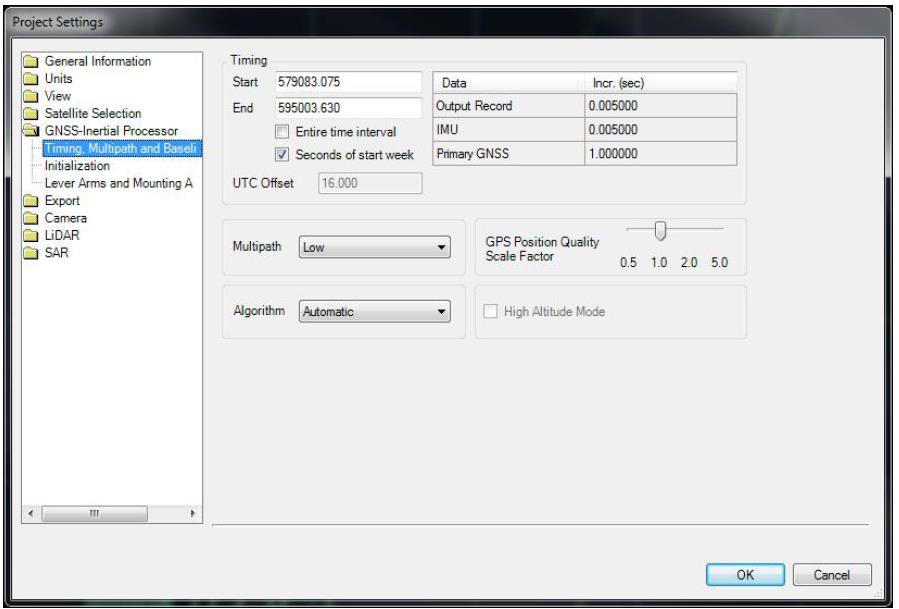 Project Settings
General Information
Units
View
Satellite Selection
GNSS-Inertial Processor
Timing, Multipath and Baseli
Initialization
Lever Arms and Mounting A
Export
Camera
LiDAR
SAR
Timing
Start 579083.075
End 595003.630
Entire time interval
Seconds of start week
UTC Offset 16.000
Data Incr. (sec)
Output Record 0.005000
IMU 0.005000
Primary GNSS 1.000000
Multipath Low
GPS Position Quality
Scale Factor
0.5 1.0 2.0 5.0
Algorithm Automatic
High Altitude Mode
OK Cancel